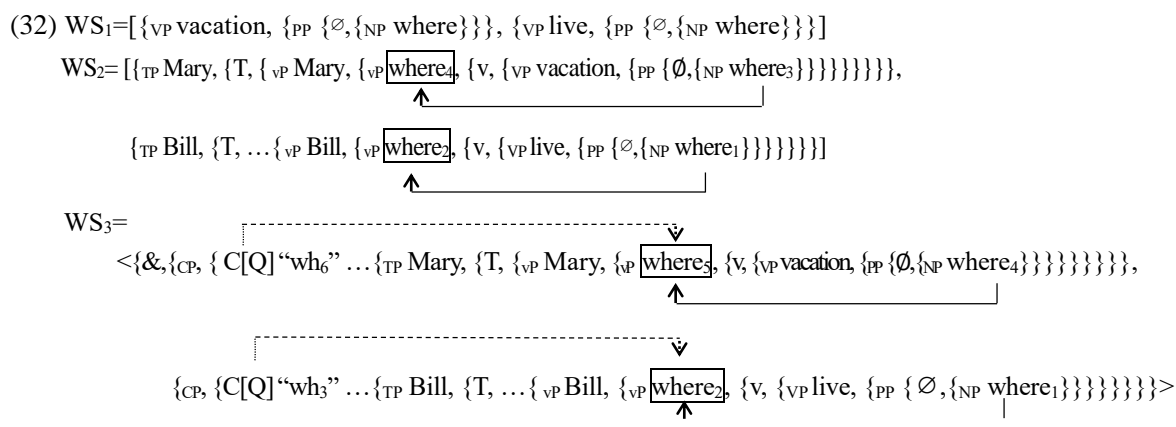 (32) WS₁=[{VP vacation, {PP {∅,{NP where}}}, {VP live, {PP {∅,{NP where}}}]
WS₂= [{TP Mary, {T, { vP Mary, {vP where₄, {v, {VP vacation, {PP {Ø,{NP where₃}}}}}}}}},
{TP Bill, {T, …{ vP Bill, {vP where₂, {v, {VP live, {PP {∅,{NP where₁}}}}}}}]
WS₃=
<{&,{CP, { C[Q] “wh₆” …{TP Mary, {T, {vP Mary, {vP where₅, {v, {VP vacation, {PP {Ø,{NP where₄}}}}}}}}}},
{CP, {C[Q] “wh₃” …{TP Bill, {T, …{ vP Bill, {vP where₂, {v, {VP live, {PP { ∅ ,{NP where₁}}}}}}}}>